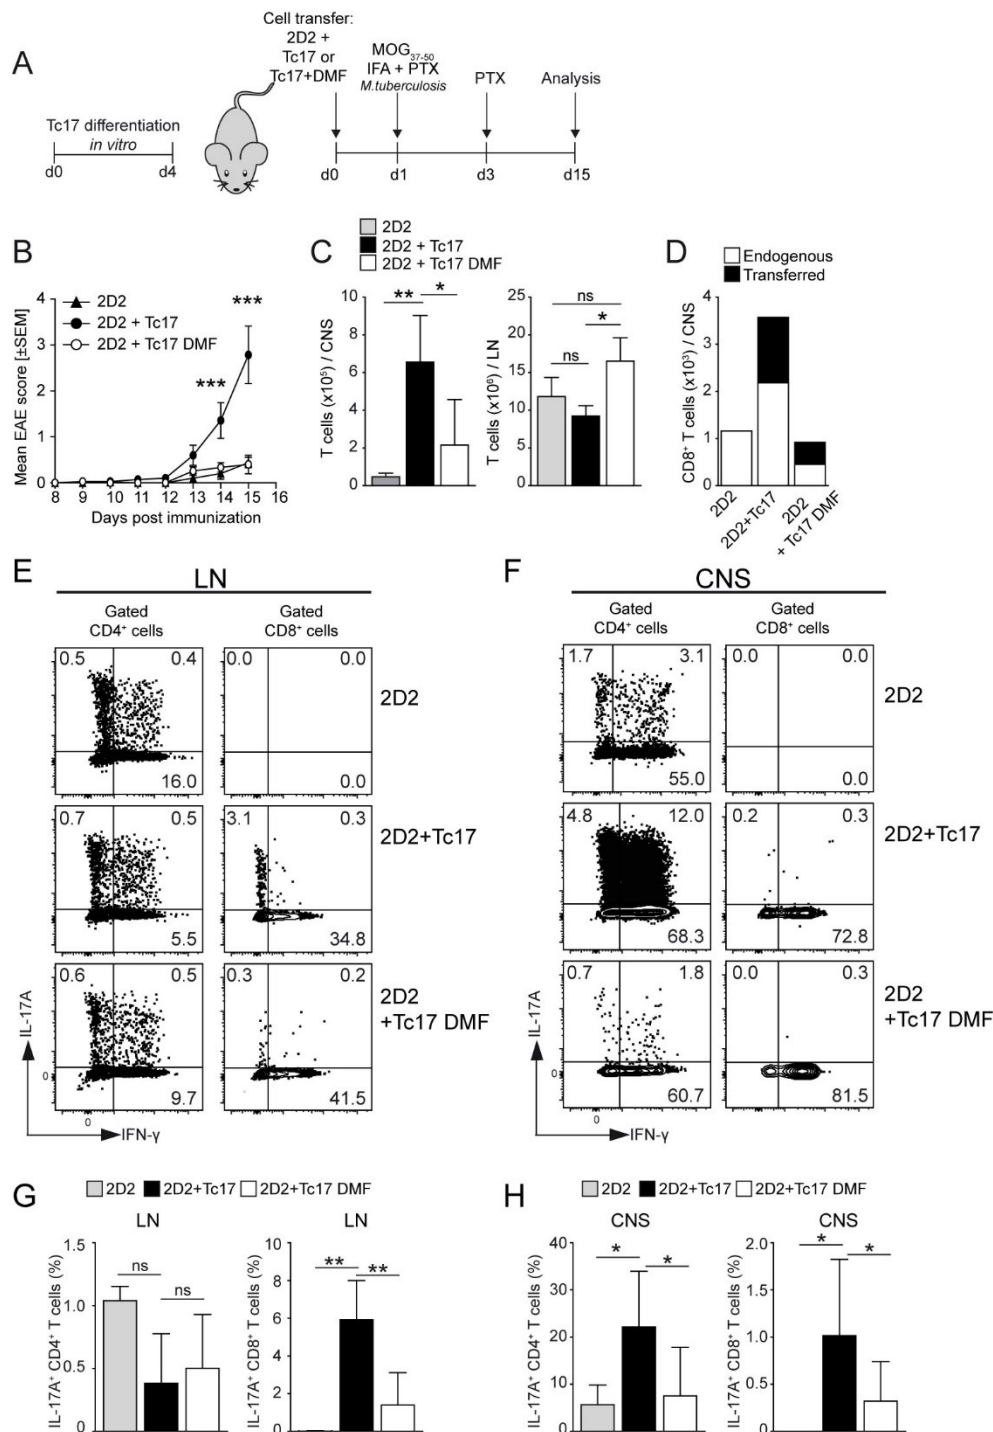 A
Cell transfer:
2D2 +
Tc17 or
Tc17+DMF
MOG37-50
IFA + PTX
M.tuberculosis
PTX
Analysis
Tc17 differentiation
in vitro
d0
d4
d0
d1
d3
d15
B
2D2
2D2 + Tc17
2D2 + Tc17 DMF
***
***
Mean EAE score [±SEM]
4
3
2
1
0
8
9
10
11
12
13
14
15
16
Days post immunization
C
2D2
2D2 + Tc17
2D2 + Tc17 DMF
T cells (x10⁵) / CNS
10
8
6
4
2
0
**
*
T cells (x10⁶) / LN
25
20
15
10
5
0
ns
*
ns
D
Endogenous
Transferred
CD8⁺ T cells (x10³) / CNS
4
3
2
1
0
2D2
2D2+Tc17
2D2
+ Tc17 DMF
E
LN
Gated
CD4⁺ cells
Gated
CD8⁺ cells
0.5
0.4
16.0
0.0
0.0
0.0
2D2
0.7
0.5
5.5
3.1
0.3
34.8
2D2+Tc17
0.6
0.5
9.7
0.3
0.2
41.5
2D2
+Tc17 DMF
IL-17A
0
0
IFN-γ
F
CNS
Gated
CD4⁺ cells
Gated
CD8⁺ cells
1.7
3.1
55.0
0.0
0.0
0.0
2D2
4.8
12.0
68.3
0.2
0.3
72.8
2D2+Tc17
0.7
1.8
60.7
0.0
0.3
81.5
2D2
+Tc17 DMF
IL-17A
0
0
IFN-γ
G
2D2
2D2+Tc17
2D2+Tc17 DMF
LN
IL-17A⁺ CD4⁺ T cells (%)
1.5
1.0
0.5
0
ns
ns
LN
IL-17A⁺ CD8⁺ T cells (%)
10
8
6
4
2
0
**
**
H
2D2
2D2+Tc17
2D2+Tc17 DMF
CNS
IL-17A⁺ CD4⁺ T cells (%)
40
30
20
10
0
*
*
CNS
IL-17A⁺ CD8⁺ T cells (%)
2.0
1.5
1.0
0.5
0
*
*